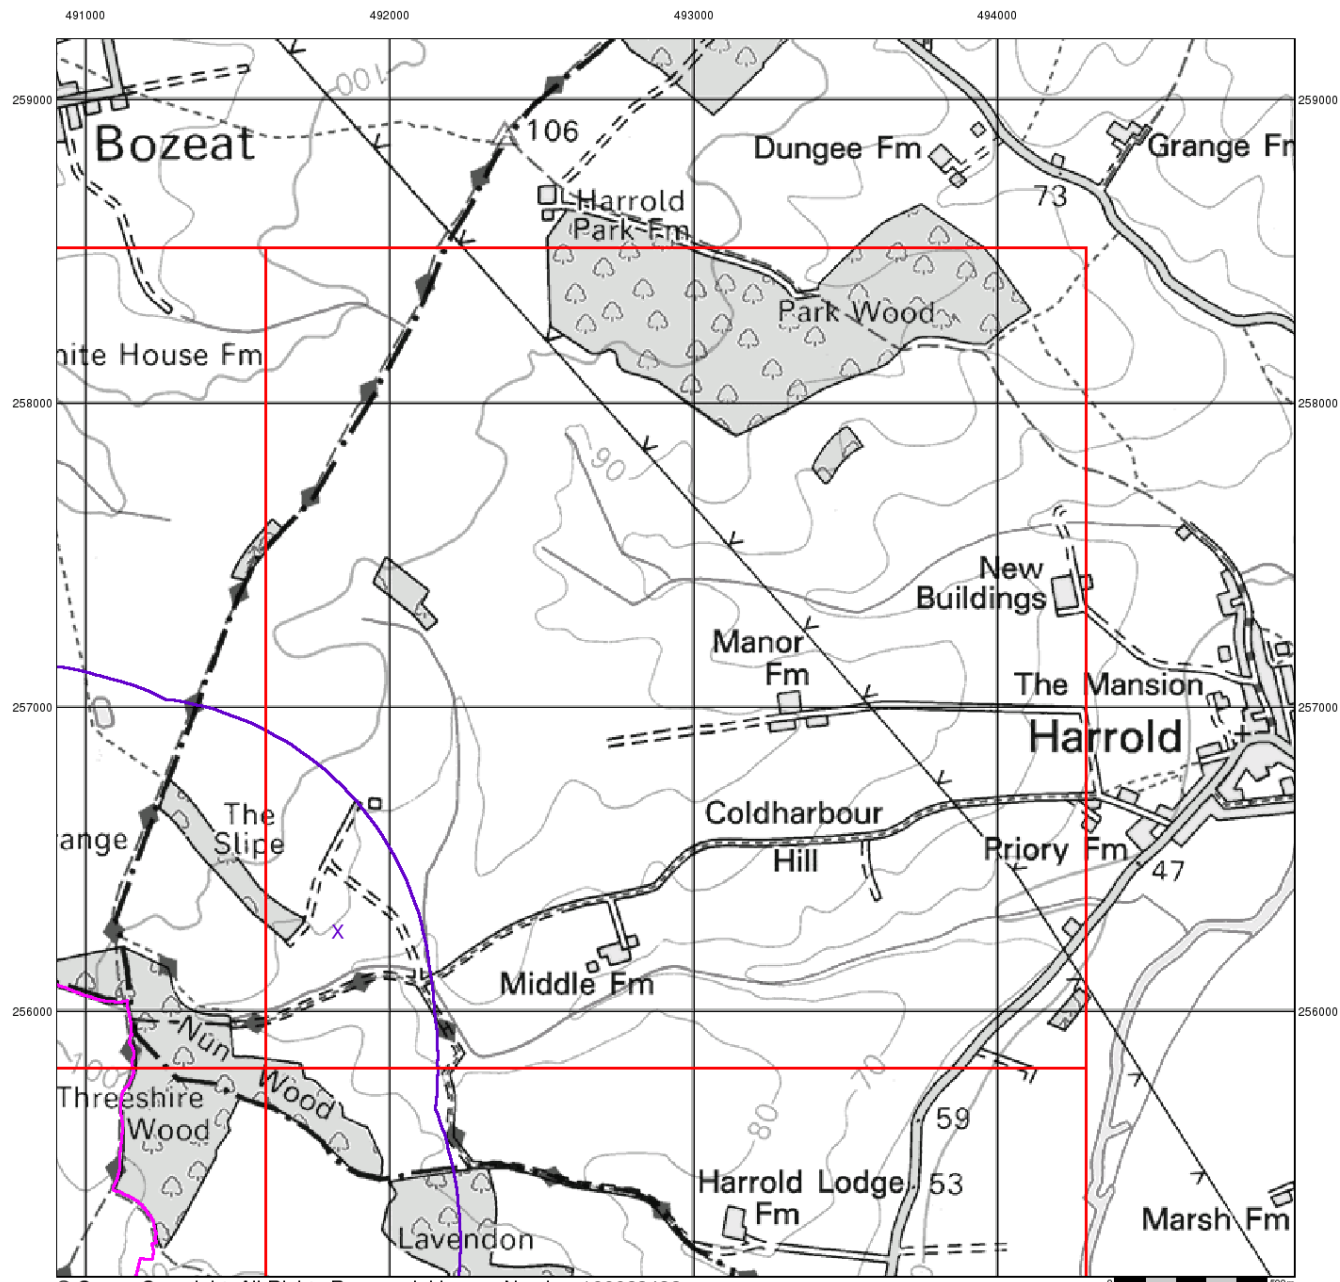 491000 492000 493000 494000
100
259000 259000
106
Bozeat
Dungee Fm
Grange Fm
73
Harrold
Park Fm
Park Wood
hite House Fm
258000 258000
90
New
Buildings
Manor
Fm
The Mansion
257000 257000
Harrold
The
Slipe
Coldharbour
Hill
ange
Priory Fm
47
x
Middle Fm
256000 256000
Nun
Wood
100
70
Threeshire
Wood
80
59
53
Harrold Lodge
Fm
Marsh Fm
Lavendon